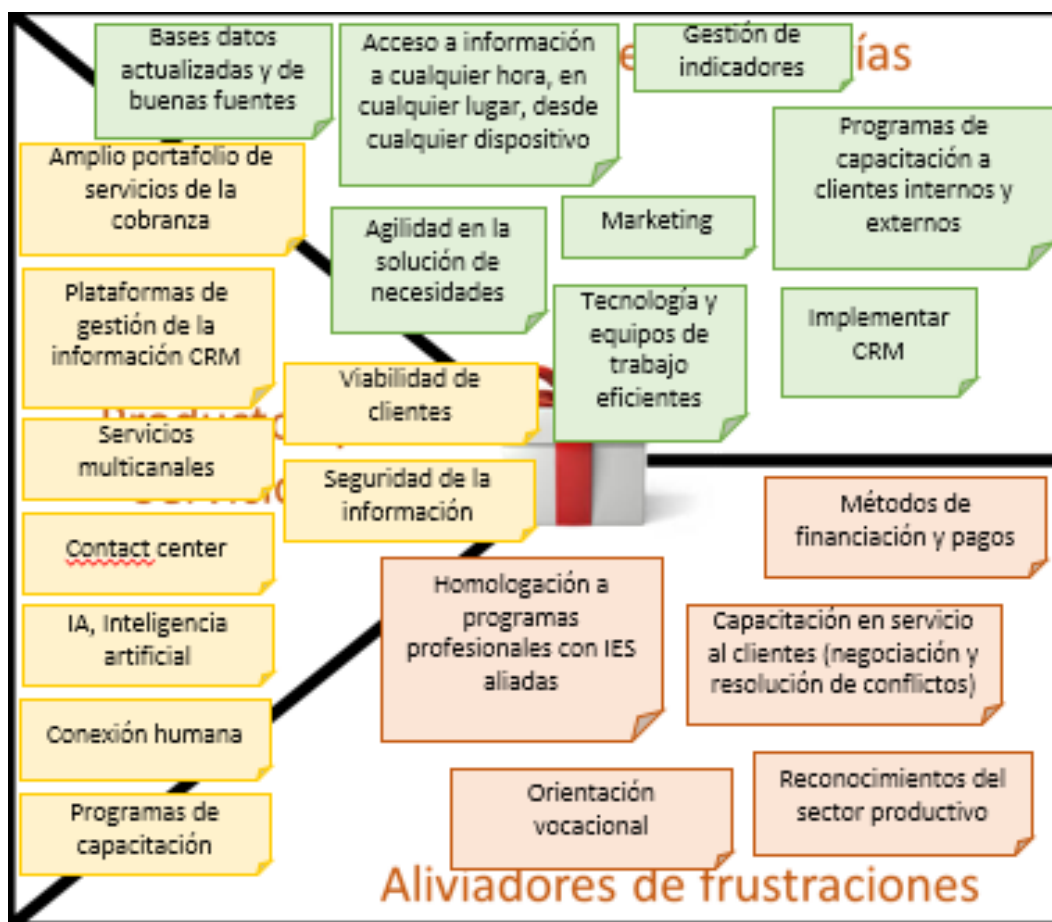 Bases datos
actualizadas y de
buenas fuentes
Acceso a información
a cualquier hora, en
cualquier lugar, desde
cualquier dispositivo
Gestión de
indicadores
Programas de
capacitación a
clientes internos y
externos
Amplio portafolio de
servicios de la
cobranza
Agilidad en la
solución de
necesidades
Marketing
Plataformas de
gestión de la
información CRM
Tecnología y
equipos de
trabajo
eficientes
Implementar
CRM
Viabilidad de
clientes
Servicios
multicanales
Seguridad de la
información
Contact center
IA, Inteligencia
artificial
Conexión humana
Programas de
capacitación
Métodos de
financiación y pagos
Homologación a
programas
profesionales con IES
aliadas
Capacitación en servicio
al clientes (negociación y
resolución de conflictos)
Orientación
vocacional
Reconocimientos del
sector productivo
Aliviadores de frustraciones